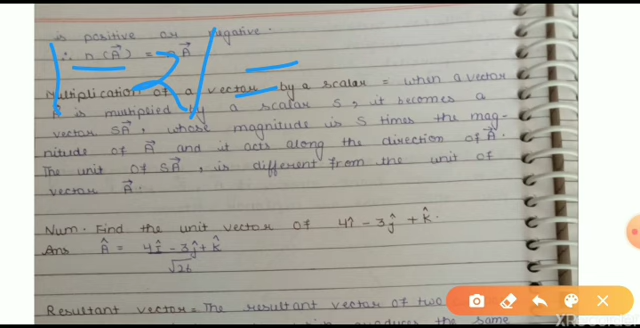 is positive or negative.
∴ n(A⃗) = A⃗
Multiplication of a vector by a scalar = when a vector
A⃗ is multiplied by a scalar S, it becomes a
vector SA⃗, whose magnitude is S times the mag-
nitude of A⃗ and it acts along the direction of A⃗.
The unit of SA⃗, is different from the unit of
vector A⃗.
Num. Find the unit vector of 4î - 3ĵ + k̂.
Ans Â = 4î - 3ĵ + k̂
√26
Resultant vector = The resultant vector of two
the same
XRecorder